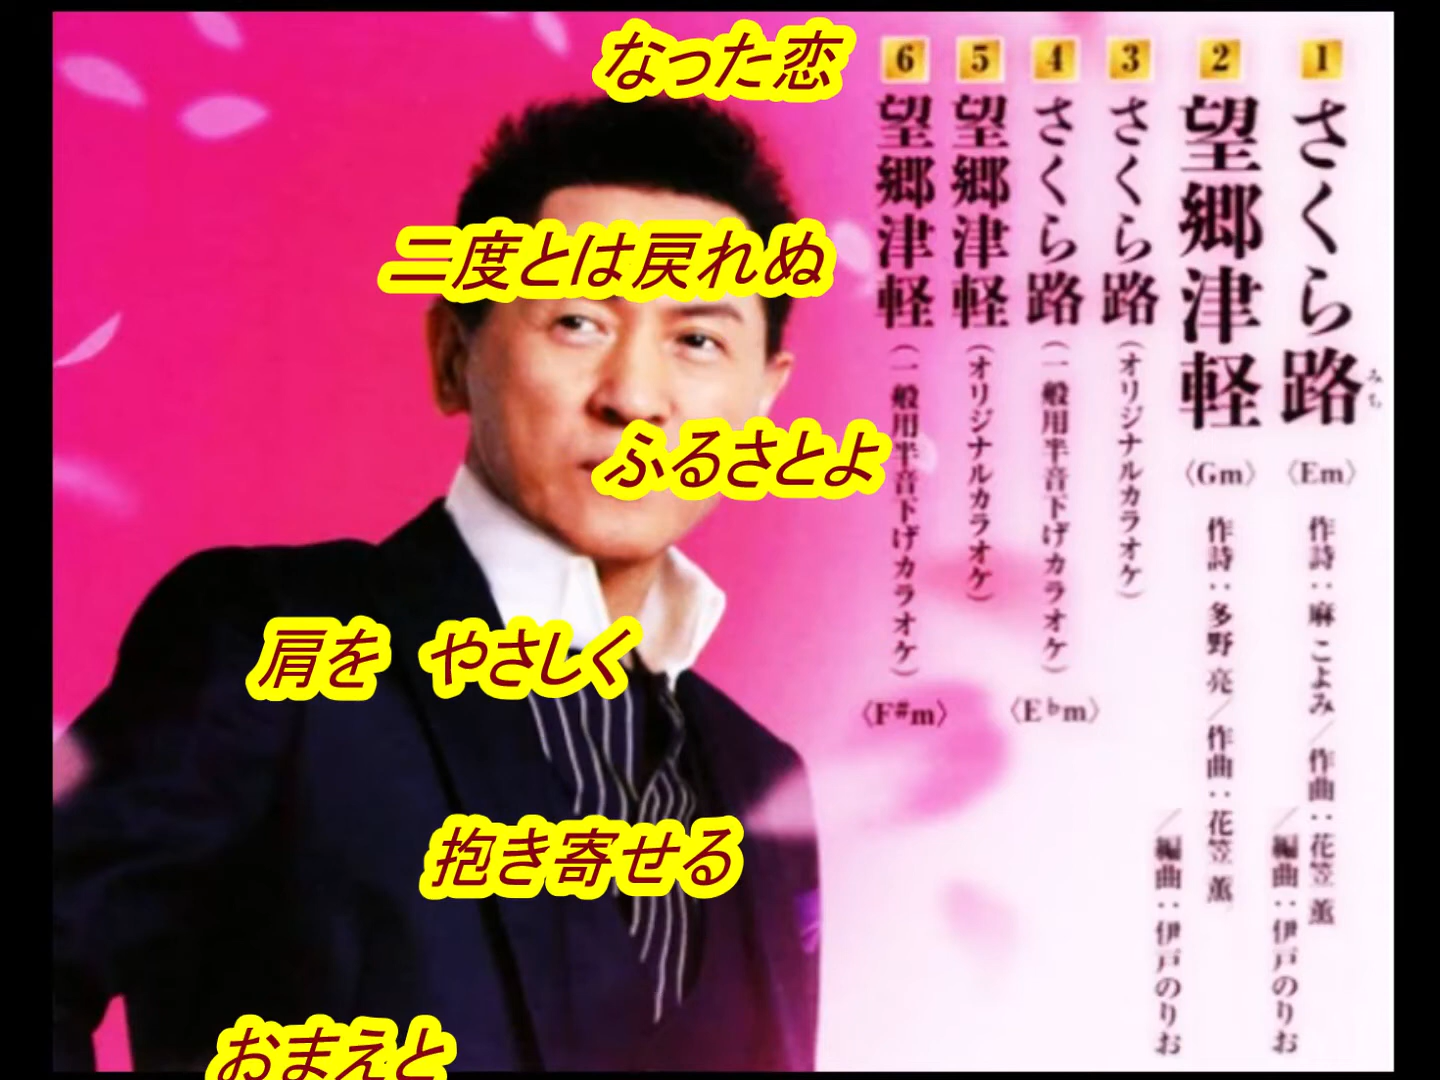 なった恋
二度とは戻れぬ
ふるさとよ
肩を やさしく
抱き寄せる
おまえと
1 さくら路 みち 〈Em〉 作詩：麻 こよみ／作曲：花笠 薫
／編曲：伊戸のりお
2 望郷津軽 〈Gm〉 作詩：多野 亮／作曲：花笠 薫
／編曲：伊戸のりお
3 さくら路 (オリジナルカラオケ)
4 さくら路 (一般用半音下げカラオケ) 〈E♭m〉
5 望郷津軽 (オリジナルカラオケ)
6 望郷津軽 (一般用半音下げカラオケ) 〈F#m〉